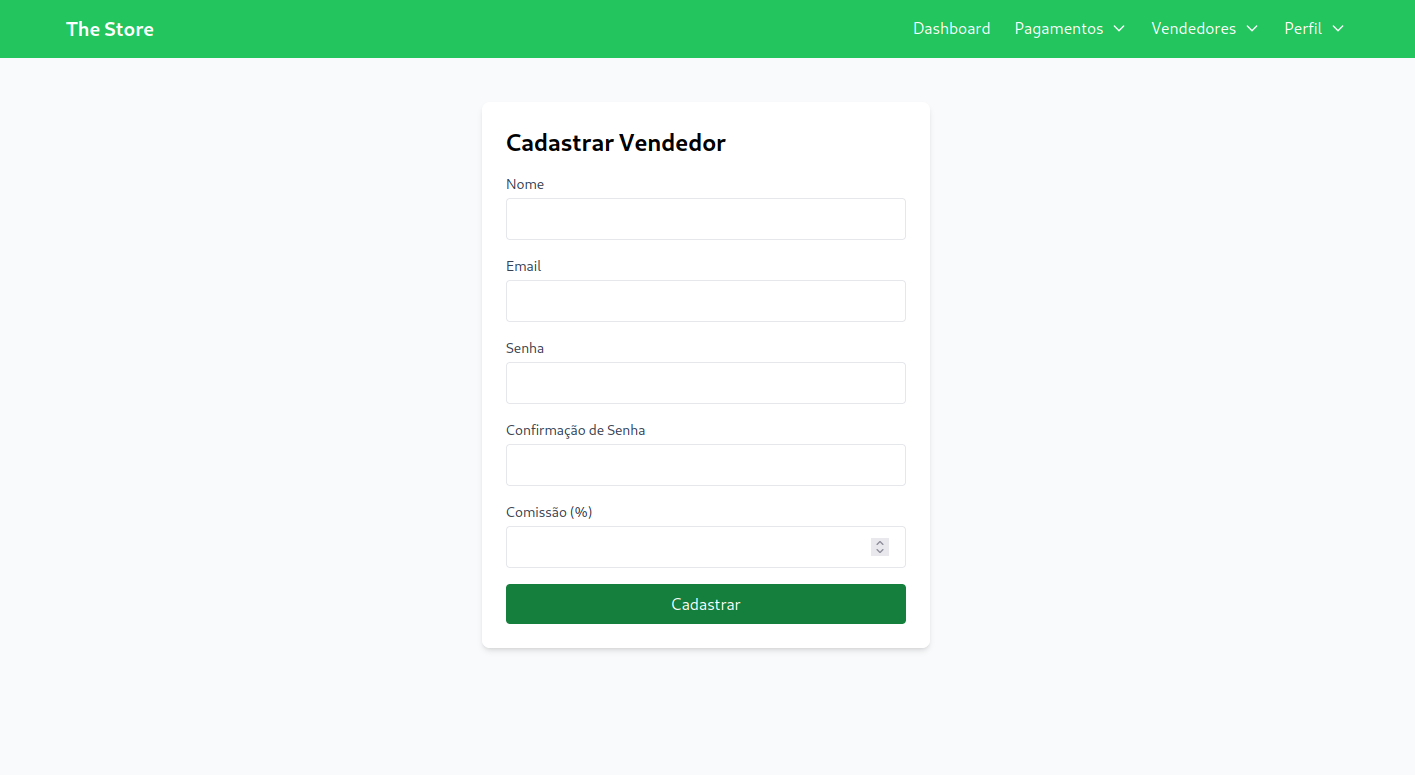 The Store
Dashboard Pagamentos Vendedores Perfil
Cadastrar Vendedor
Nome
Email
Senha
Confirmação de Senha
Comissão (%)
Cadastrar